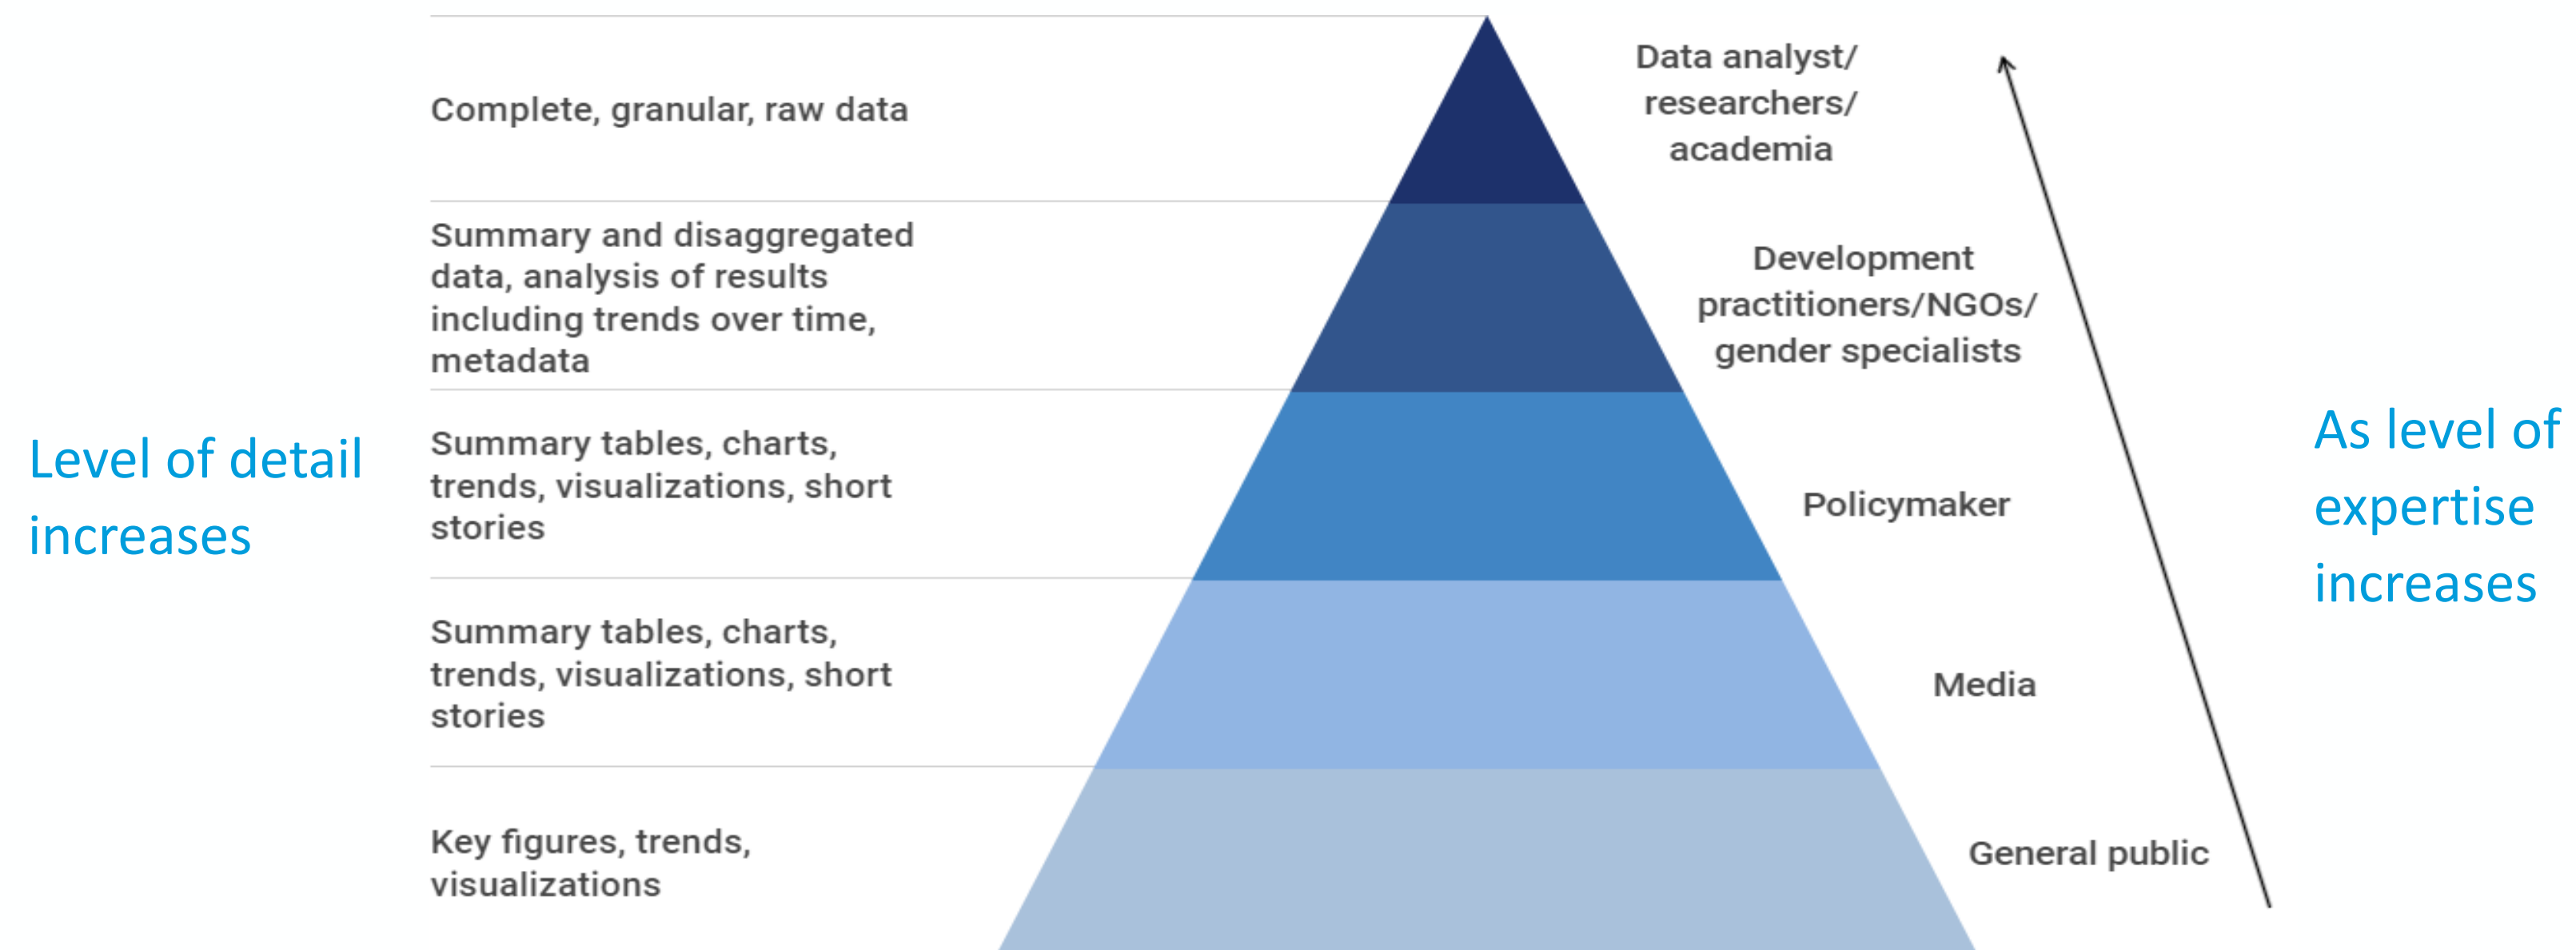 Level of detail
increases
Complete, granular, raw data
Summary and disaggregated
data, analysis of results
including trends over time,
metadata
Summary tables, charts,
trends, visualizations, short
stories
Summary tables, charts,
trends, visualizations, short
stories
Key figures, trends,
visualizations
Data analyst/
researchers/
academia
Development
practitioners/NGOs/
gender specialists
Policymaker
Media
General public
As level of
expertise
increases